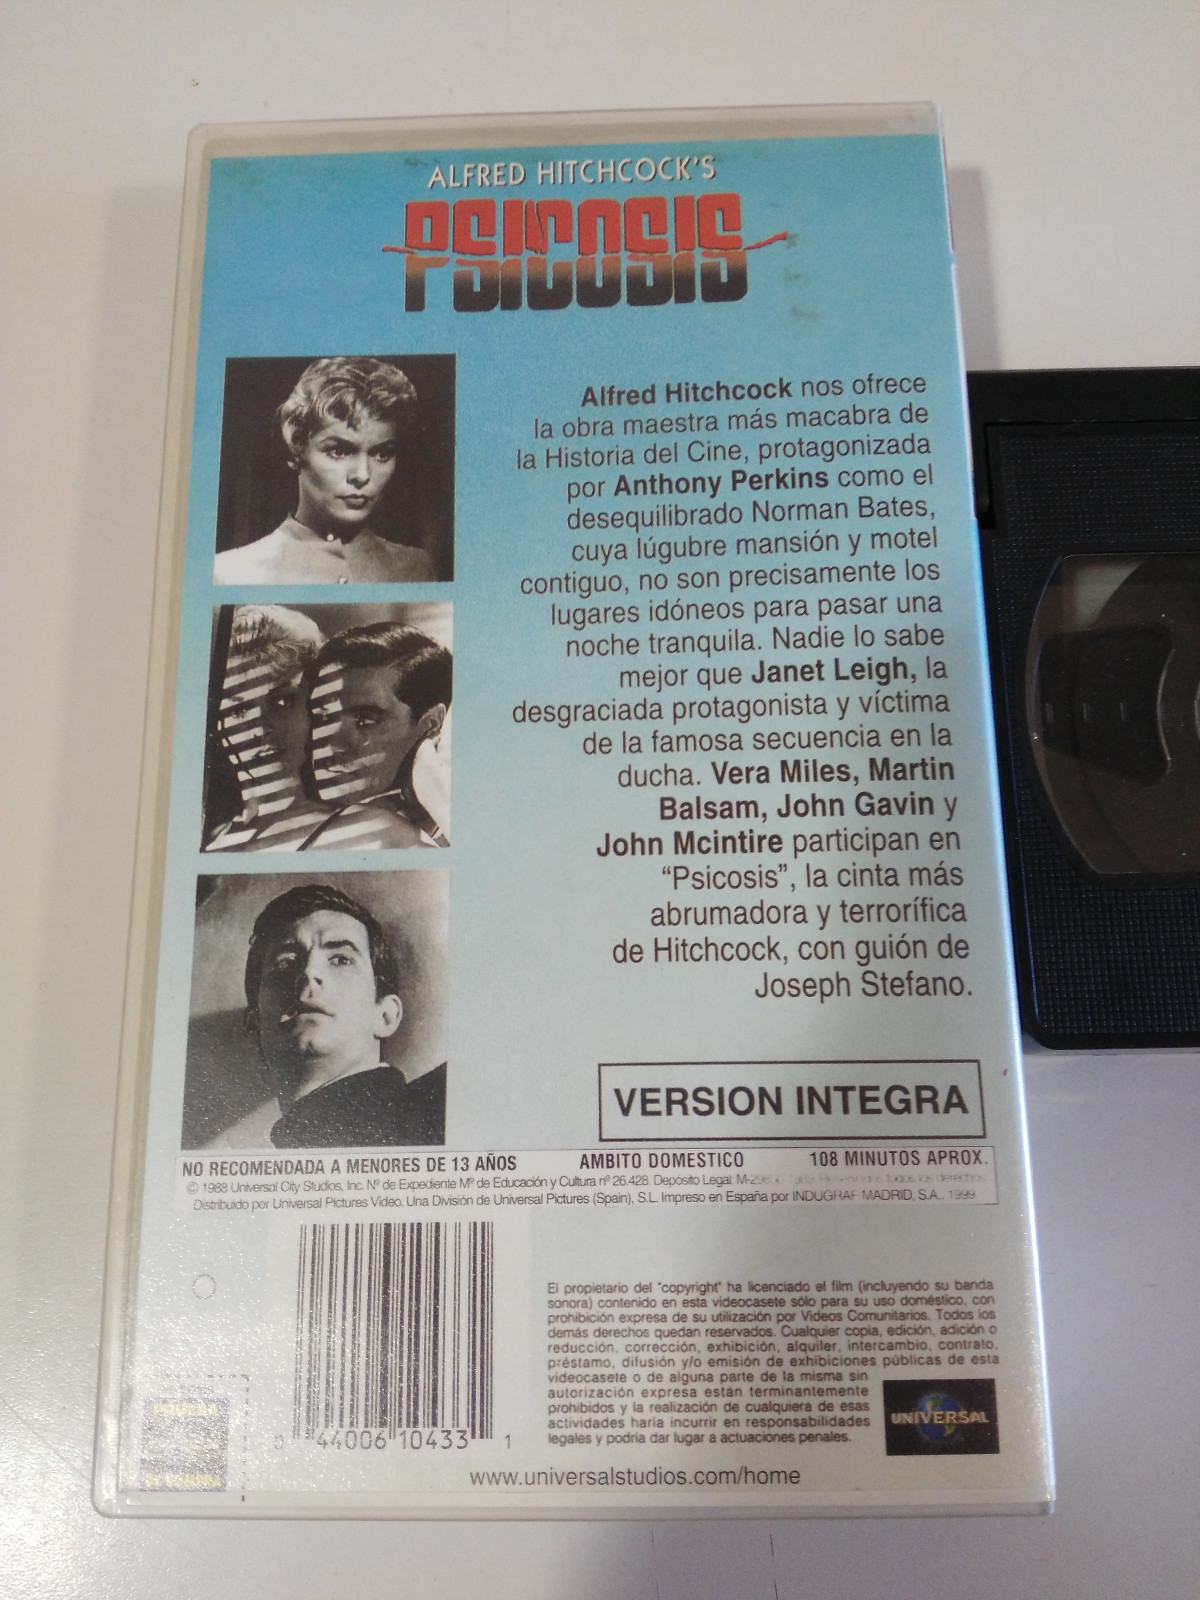 ALFRED HITCHCOCK'S
PSICOSIS
Alfred Hitchcock nos ofrece
la obra maestra más macabra de
la Historia del Cine, protagonizada
por Anthony Perkins como el
desequilibrado Norman Bates,
cuya lúgubre mansión y motel
contiguo, no son precisamente los
lugares idóneos para pasar una
noche tranquila. Nadie lo sabe
mejor que Janet Leigh, la
desgraciada protagonista y víctima
de la famosa secuencia en la
ducha. Vera Miles, Martin
Balsam, John Gavin y
John Mcintire participan en
“Psicosis”, la cinta más
abrumadora y terrorífica
de Hitchcock, con guión de
Joseph Stefano.
VERSION INTEGRA
NO RECOMENDADA A MENORES DE 13 AÑOS AMBITO DOMESTICO 108 MINUTOS APROX.
© 1988 Universal City Studios, Inc. Nº de Expediente Mº de Educación y Cultura nº 26.428. Depósito Legal: todos los derechos
Distribuido por Universal Pictures Video. Una División de Universal Pictures (Spain), S.L. Impreso en España por INDUGRAF MADRID, S.A., 1999
El propietario del "copyright" ha licenciado el film (incluyendo su banda
sonora) contenido en esta videocasete sólo para su uso doméstico, con
prohibición expresa de su utilización por Videos Comunitarios. Todos los
demás derechos quedan reservados. Cualquier copia, edición, adición o
reducción, corrección, exhibición, alquiler, intercambio, contrato,
préstamo, difusión y/o emisión de exhibiciones públicas de esta
videocasete o de alguna parte de la misma sin
autorización expresa están terminantemente
prohibidos y la realización de cualquiera de esas
actividades haría incurrir en responsabilidades
legales y podría dar lugar a actuaciones penales.
UNIVERSAL
0 44006 10433 1
www.universalstudios.com/home